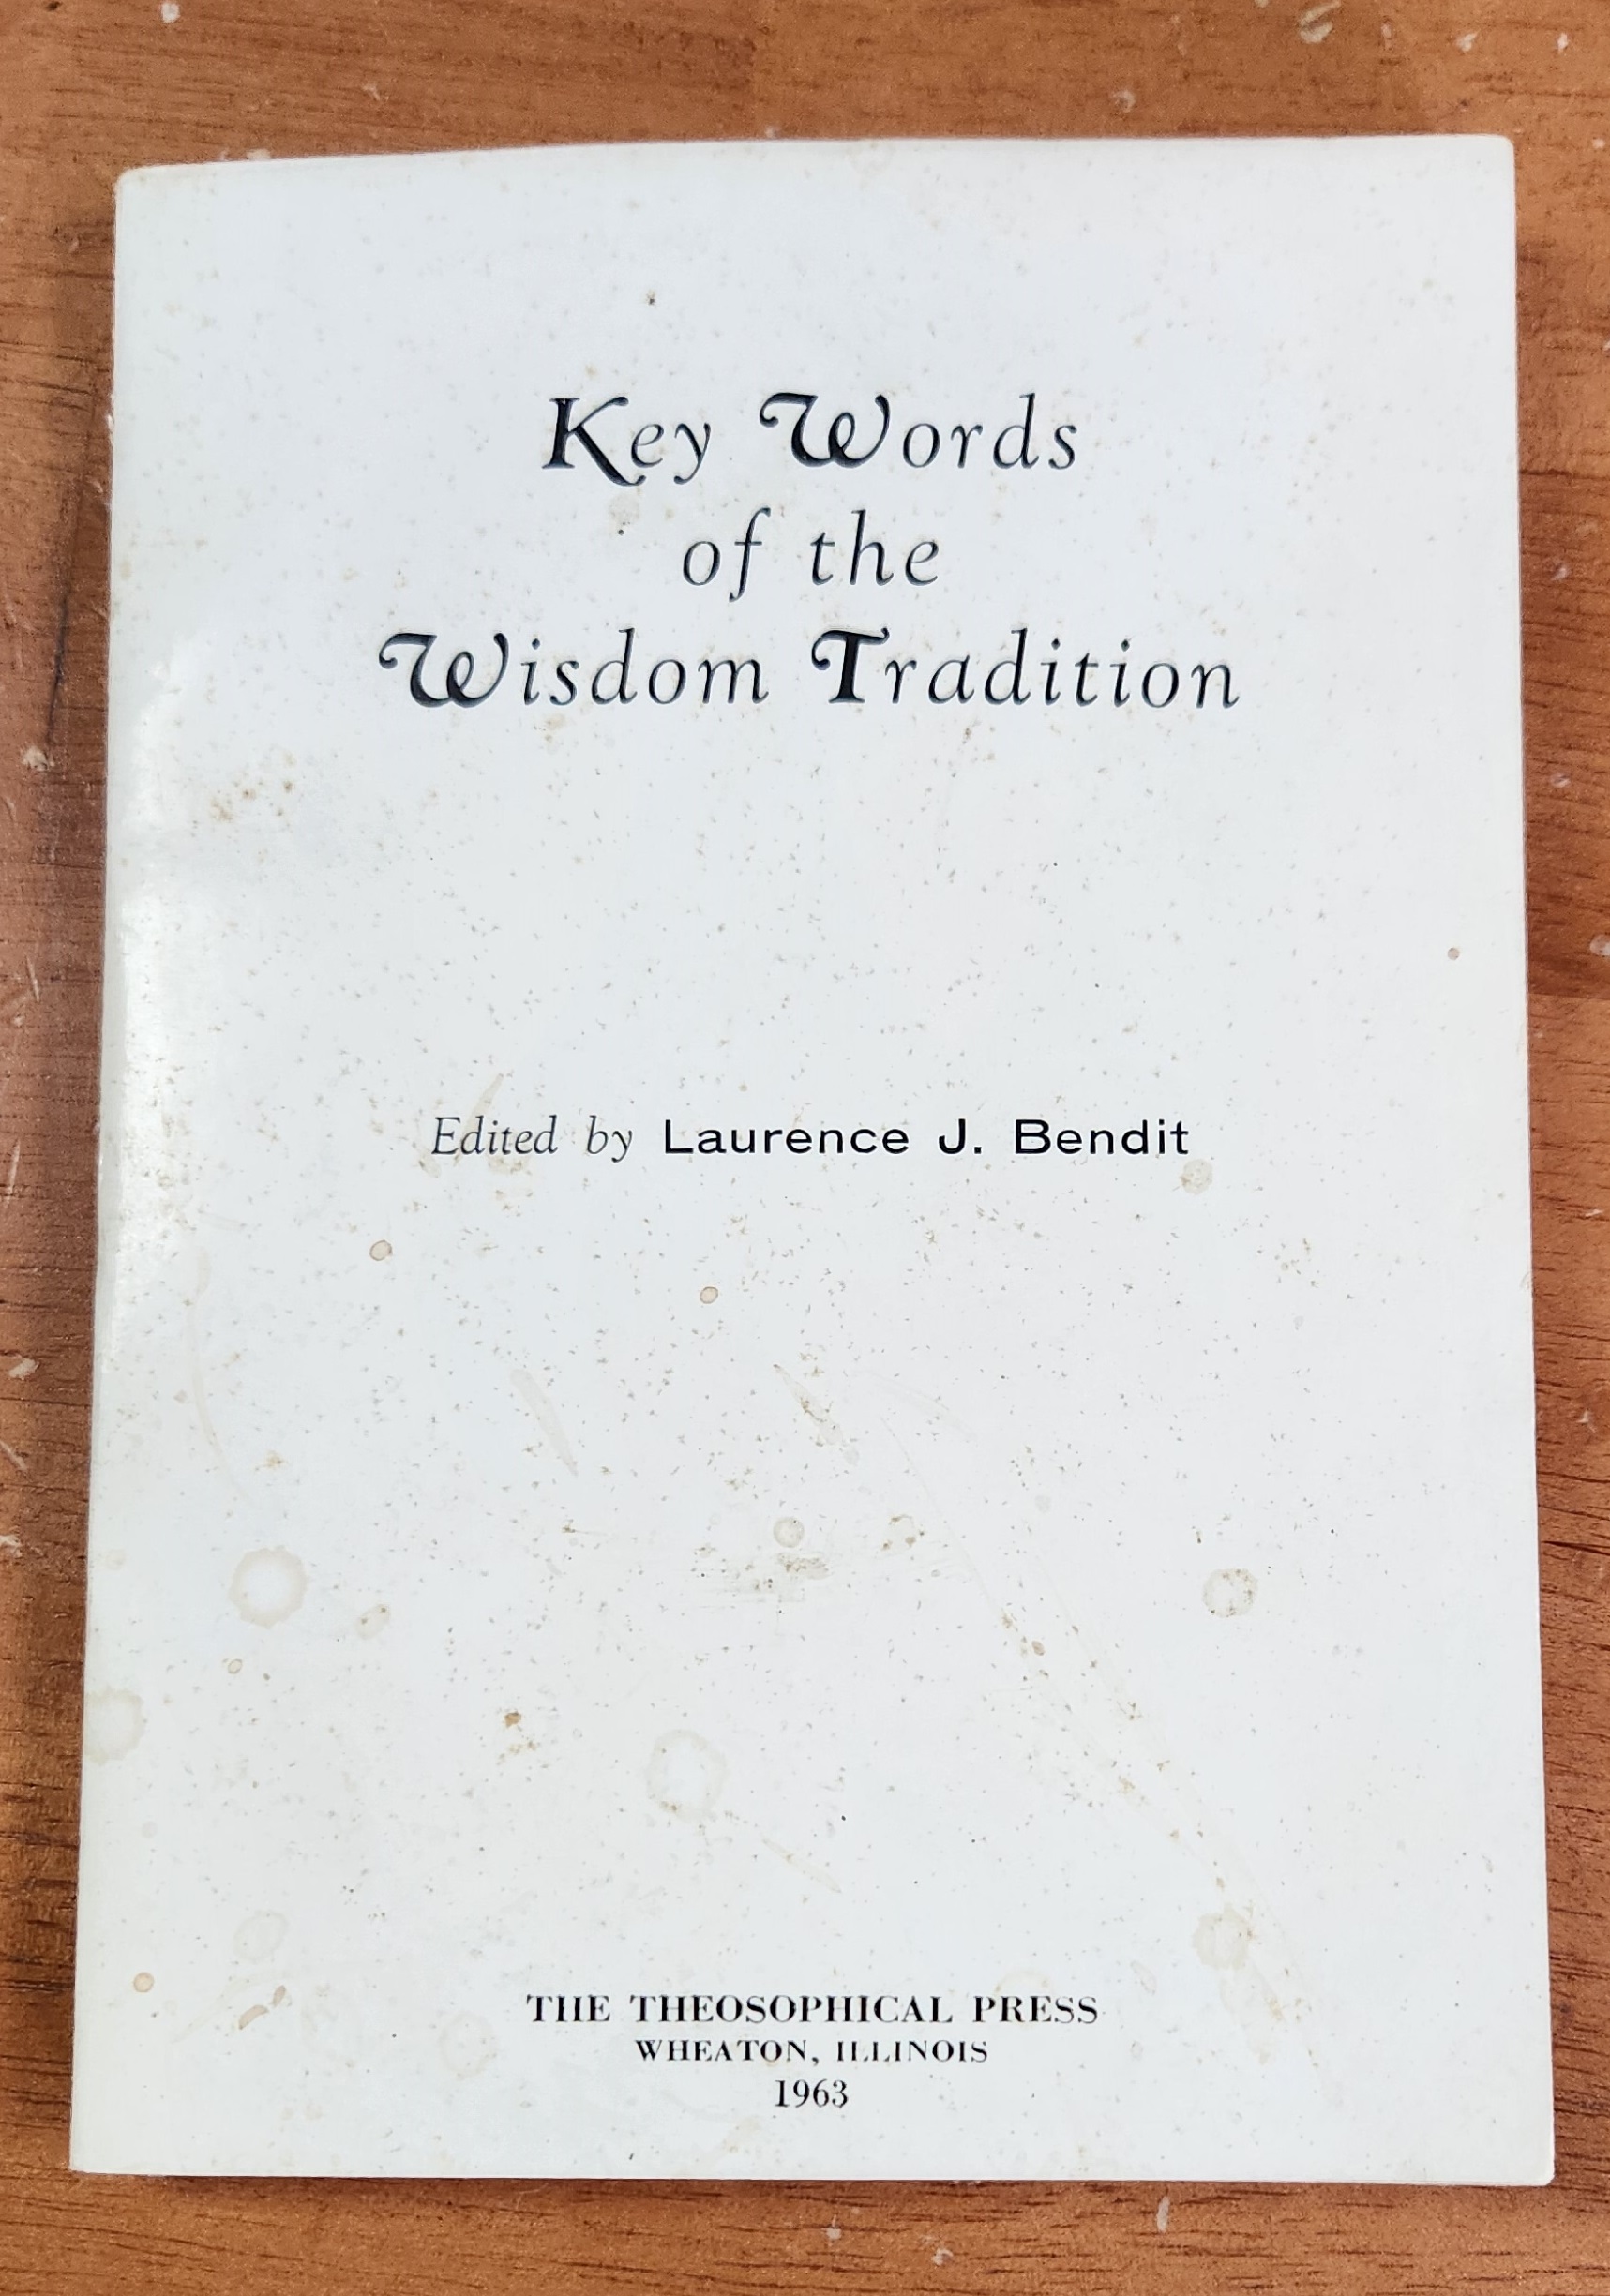 Key Words
of the
Wisdom Tradition
Edited by Laurence J. Bendit
THE THEOSOPHICAL PRESS
WHEATON, ILLINOIS
1963